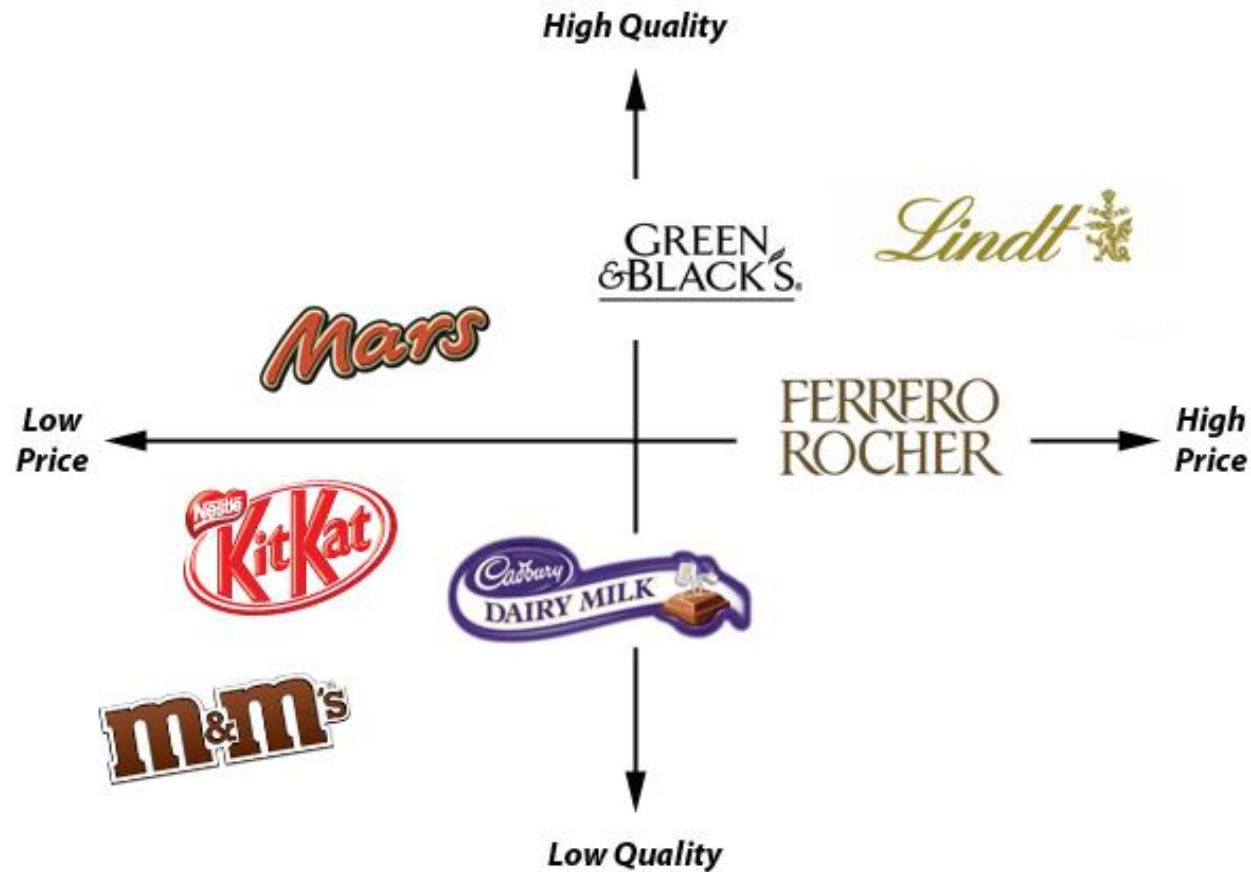 High Quality
Lindt
GREEN
&BLACK'S®
Mars
Low
Price
FERRERO
ROCHER
High
Price
Nestlé
KitKat
Cadbury
DAIRY MILK
m&m's
Low Quality